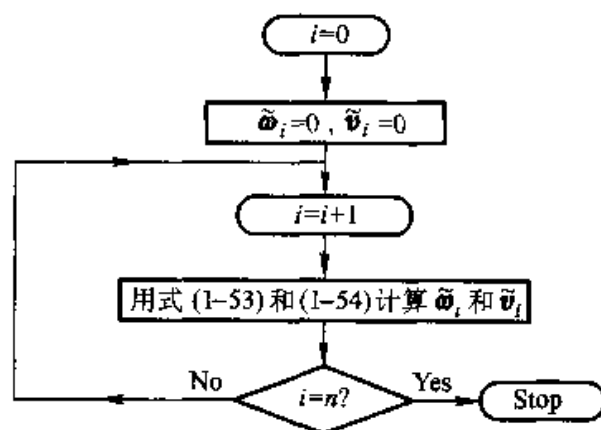 i=0
ω̃ᵢ=0 , ṽᵢ=0
i=i+1
用式 (1-53) 和 (1-54) 计算 ω̃ᵢ 和 ṽᵢ
No
i=n?
Yes
Stop